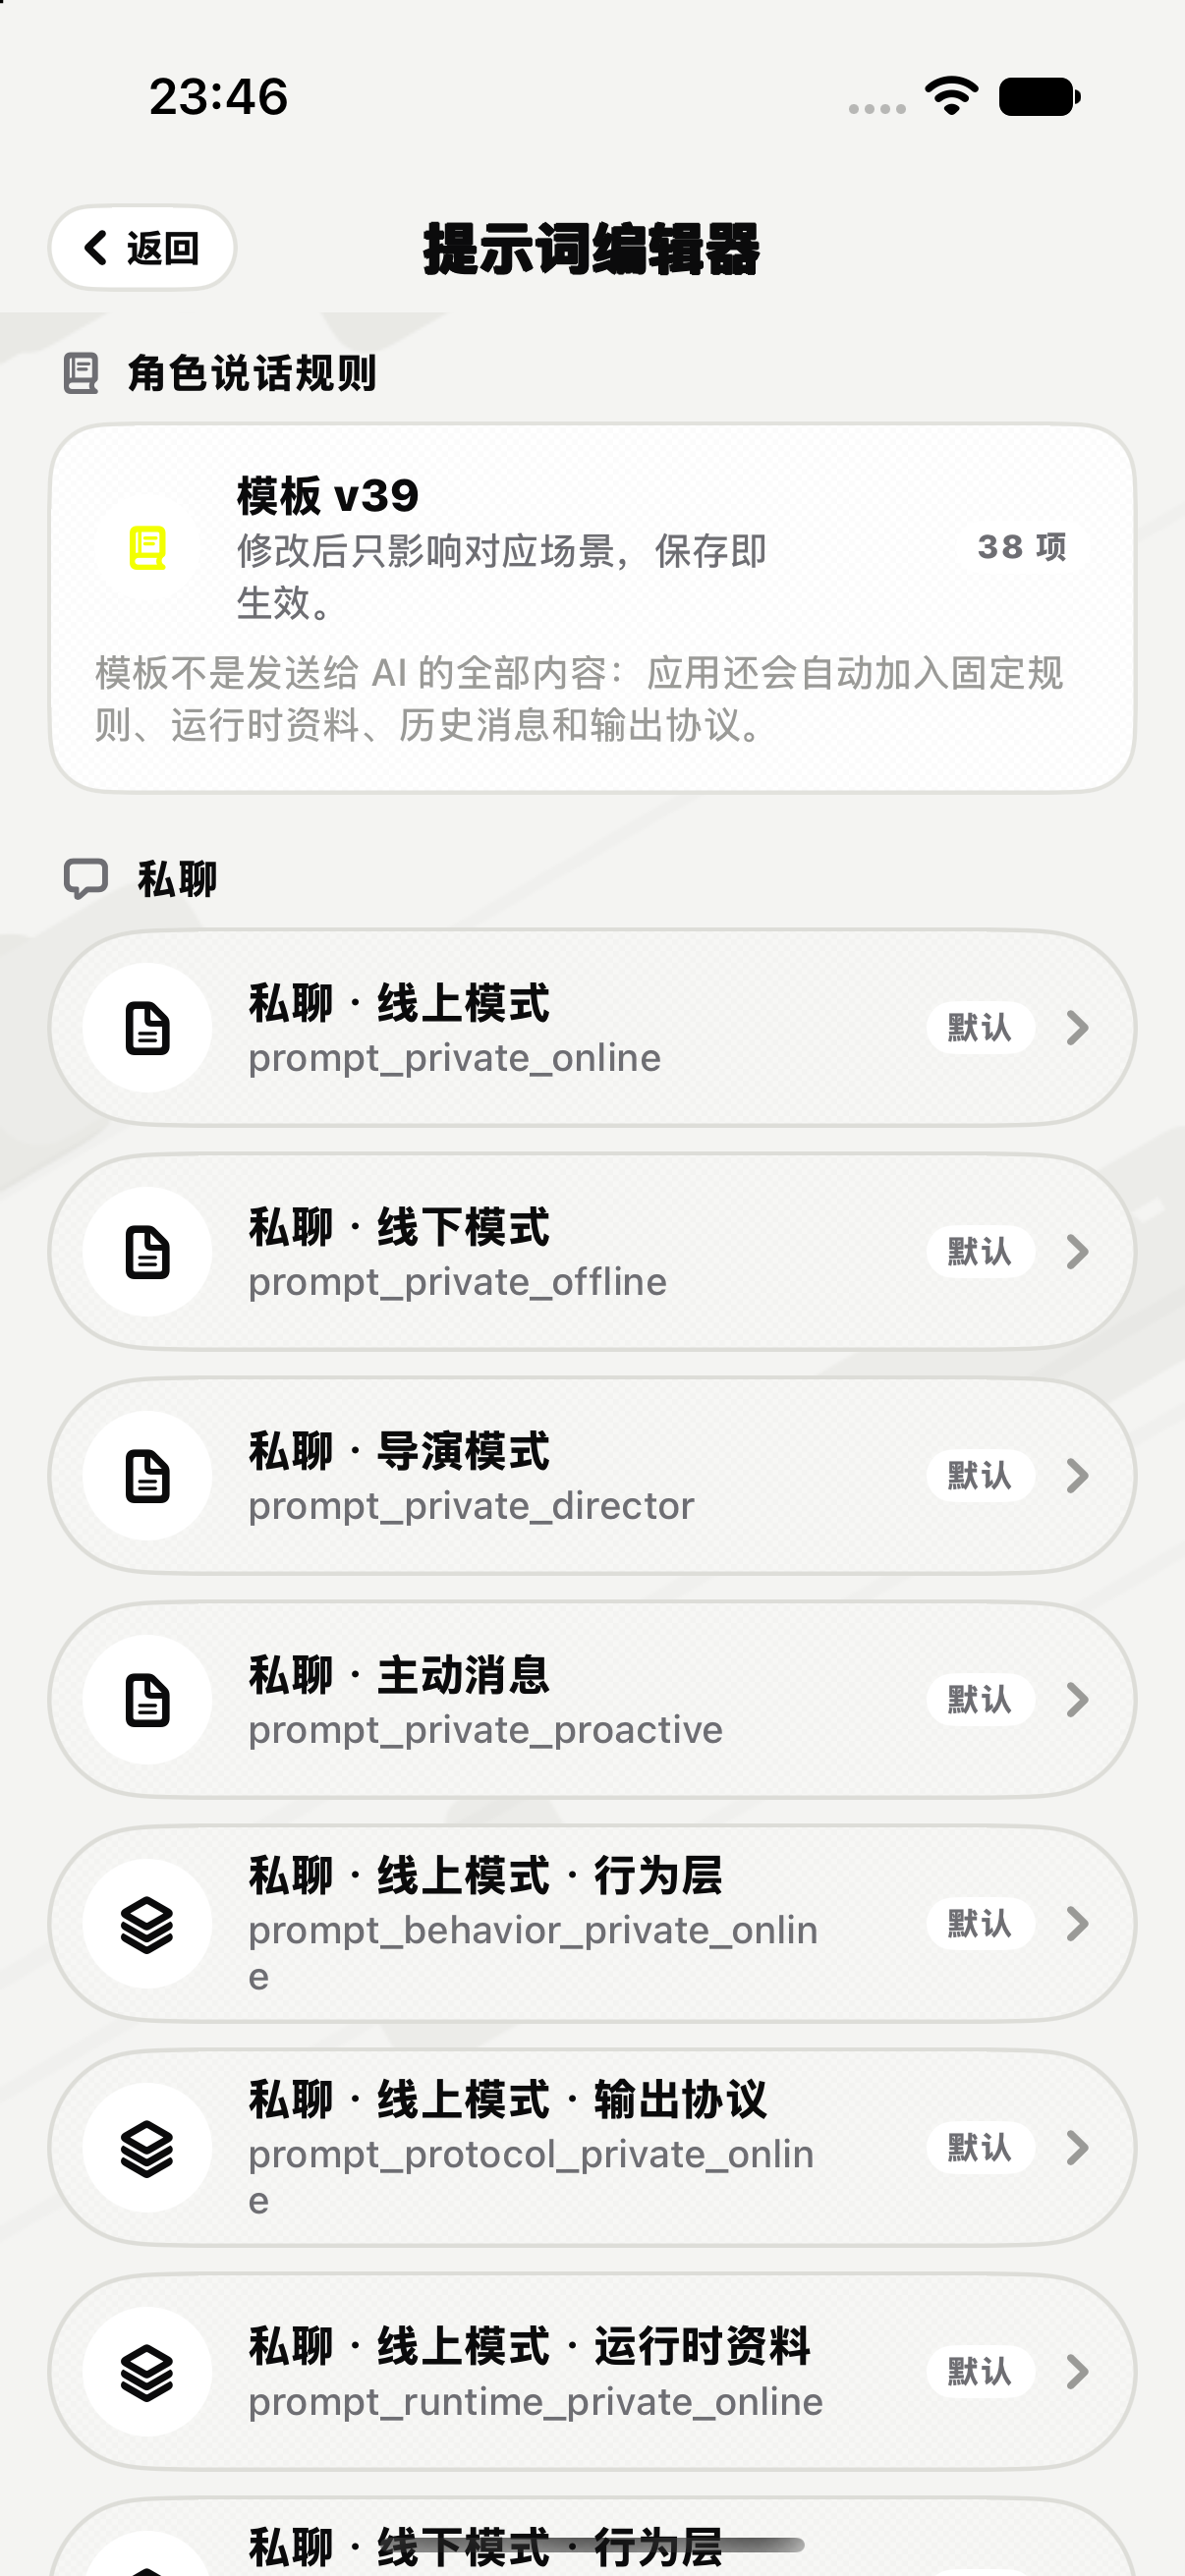 23:46
返回
提示词编辑器
角色说话规则
模板 v39
修改后只影响对应场景，保存即
生效。
38 项
模板不是发送给 AI 的全部内容：应用还会自动加入固定规
则、运行时资料、历史消息和输出协议。
私聊
私聊 · 线上模式
prompt_private_online
默认
私聊 · 线下模式
prompt_private_offline
默认
私聊 · 导演模式
prompt_private_director
默认
私聊 · 主动消息
prompt_private_proactive
默认
私聊 · 线上模式 · 行为层
prompt_behavior_private_onlin
e
默认
私聊 · 线上模式 · 输出协议
prompt_protocol_private_onlin
e
默认
私聊 · 线上模式 · 运行时资料
prompt_runtime_private_online
默认
私聊 · 线下模式 · 行为层